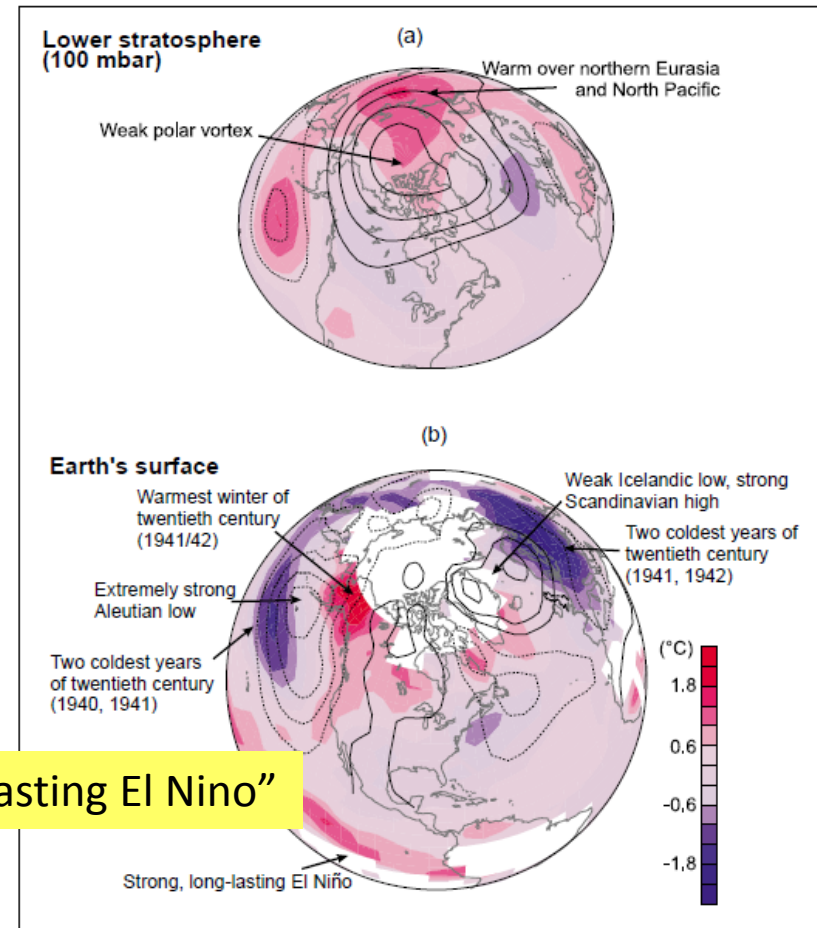 Lower stratosphere
(100 mbar)
(a)
Warm over northern Eurasia
and North Pacific
Weak polar vortex
(b)
Earth's surface
Warmest winter of
twentieth century
(1941/42)
Weak Icelandic low, strong
Scandinavian high
Two coldest years of
twentieth century
(1941, 1942)
Extremely strong
Aleutian low
Two coldest years
of twentieth century
(1940, 1941)
(°C)
1.8
0.6
-0,6
-1,8
asting El Nino”
Strong, long-lasting El Niño